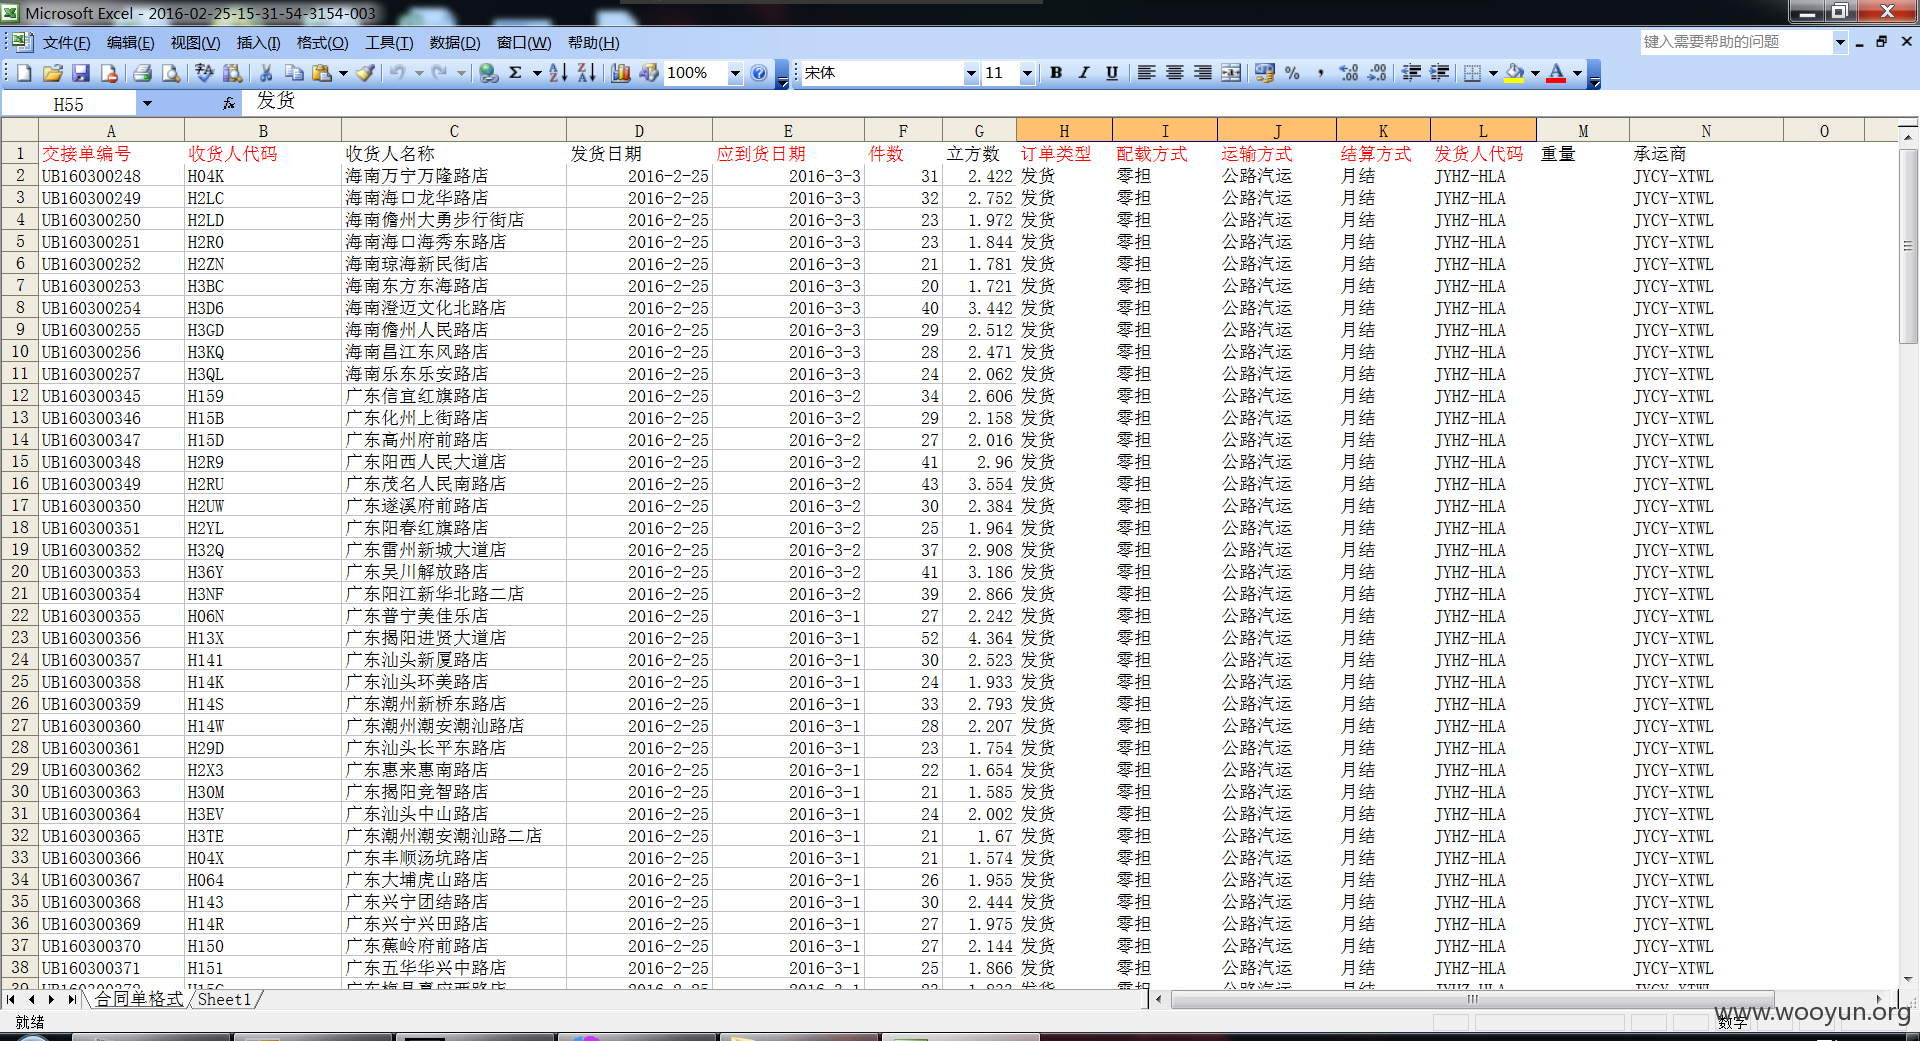 Microsoft Excel - 2016-02-25-15-31-54-3154-003
文件(F) 编辑(E) 视图(V) 插入(I) 格式(O) 工具(T) 数据(D) 窗口(W) 帮助(H) 键入需要帮助的问题
100% 宋体 11 B I U
H55 fx 发货
A B C D E F G H I J K L M N O
1 交接单编号 收货人代码 收货人名称 发货日期 应到货日期 件数 立方数 订单类型 配载方式 运输方式 结算方式 发货人代码 重量 承运商
2 UB160300248 H04K 海南万宁万隆路店 2016-2-25 2016-3-3 31 2.422 发货 零担 公路汽运 月结 JYHZ-HLA JYCY-XTWL
3 UB160300249 H2LC 海南海口龙华路店 2016-2-25 2016-3-3 32 2.752 发货 零担 公路汽运 月结 JYHZ-HLA JYCY-XTWL
4 UB160300250 H2LD 海南儋州大勇步行街店 2016-2-25 2016-3-3 23 1.972 发货 零担 公路汽运 月结 JYHZ-HLA JYCY-XTWL
5 UB160300251 H2R0 海南海口海秀东路店 2016-2-25 2016-3-3 23 1.844 发货 零担 公路汽运 月结 JYHZ-HLA JYCY-XTWL
6 UB160300252 H2ZN 海南琼海新民街店 2016-2-25 2016-3-3 21 1.781 发货 零担 公路汽运 月结 JYHZ-HLA JYCY-XTWL
7 UB160300253 H3BC 海南东方东海路店 2016-2-25 2016-3-3 20 1.721 发货 零担 公路汽运 月结 JYHZ-HLA JYCY-XTWL
8 UB160300254 H3D6 海南澄迈文化北路店 2016-2-25 2016-3-3 40 3.442 发货 零担 公路汽运 月结 JYHZ-HLA JYCY-XTWL
9 UB160300255 H3GD 海南儋州人民路店 2016-2-25 2016-3-3 29 2.512 发货 零担 公路汽运 月结 JYHZ-HLA JYCY-XTWL
10 UB160300256 H3KQ 海南昌江东风路店 2016-2-25 2016-3-3 28 2.471 发货 零担 公路汽运 月结 JYHZ-HLA JYCY-XTWL
11 UB160300257 H3QL 海南乐东乐安路店 2016-2-25 2016-3-3 24 2.062 发货 零担 公路汽运 月结 JYHZ-HLA JYCY-XTWL
12 UB160300345 H159 广东信宜红旗路店 2016-2-25 2016-3-2 34 2.606 发货 零担 公路汽运 月结 JYHZ-HLA JYCY-XTWL
13 UB160300346 H15B 广东化州上街路店 2016-2-25 2016-3-2 29 2.158 发货 零担 公路汽运 月结 JYHZ-HLA JYCY-XTWL
14 UB160300347 H15D 广东高州府前路店 2016-2-25 2016-3-2 27 2.016 发货 零担 公路汽运 月结 JYHZ-HLA JYCY-XTWL
15 UB160300348 H2R9 广东阳西人民大道店 2016-2-25 2016-3-2 41 2.96 发货 零担 公路汽运 月结 JYHZ-HLA JYCY-XTWL
16 UB160300349 H2RU 广东茂名人民南路店 2016-2-25 2016-3-2 43 3.554 发货 零担 公路汽运 月结 JYHZ-HLA JYCY-XTWL
17 UB160300350 H2UW 广东遂溪府前路店 2016-2-25 2016-3-2 30 2.384 发货 零担 公路汽运 月结 JYHZ-HLA JYCY-XTWL
18 UB160300351 H2YL 广东阳春红旗路店 2016-2-25 2016-3-2 25 1.964 发货 零担 公路汽运 月结 JYHZ-HLA JYCY-XTWL
19 UB160300352 H32Q 广东雷州新城大道店 2016-2-25 2016-3-2 37 2.908 发货 零担 公路汽运 月结 JYHZ-HLA JYCY-XTWL
20 UB160300353 H36Y 广东吴川解放路店 2016-2-25 2016-3-2 41 3.186 发货 零担 公路汽运 月结 JYHZ-HLA JYCY-XTWL
21 UB160300354 H3NF 广东阳江新华北路二店 2016-2-25 2016-3-2 39 2.866 发货 零担 公路汽运 月结 JYHZ-HLA JYCY-XTWL
22 UB160300355 H06N 广东普宁美佳乐店 2016-2-25 2016-3-1 27 2.242 发货 零担 公路汽运 月结 JYHZ-HLA JYCY-XTWL
23 UB160300356 H13X 广东揭阳进贤大道店 2016-2-25 2016-3-1 52 4.364 发货 零担 公路汽运 月结 JYHZ-HLA JYCY-XTWL
24 UB160300357 H141 广东汕头新厦路店 2016-2-25 2016-3-1 30 2.523 发货 零担 公路汽运 月结 JYHZ-HLA JYCY-XTWL
25 UB160300358 H14K 广东汕头环美路店 2016-2-25 2016-3-1 24 1.933 发货 零担 公路汽运 月结 JYHZ-HLA JYCY-XTWL
26 UB160300359 H14S 广东潮州新桥东路店 2016-2-25 2016-3-1 33 2.793 发货 零担 公路汽运 月结 JYHZ-HLA JYCY-XTWL
27 UB160300360 H14W 广东潮州潮安潮汕路店 2016-2-25 2016-3-1 28 2.207 发货 零担 公路汽运 月结 JYHZ-HLA JYCY-XTWL
28 UB160300361 H29D 广东汕头长平东路店 2016-2-25 2016-3-1 23 1.754 发货 零担 公路汽运 月结 JYHZ-HLA JYCY-XTWL
29 UB160300362 H2X3 广东惠来惠南路店 2016-2-25 2016-3-1 22 1.654 发货 零担 公路汽运 月结 JYHZ-HLA JYCY-XTWL
30 UB160300363 H30M 广东揭阳竞智路店 2016-2-25 2016-3-1 21 1.585 发货 零担 公路汽运 月结 JYHZ-HLA JYCY-XTWL
31 UB160300364 H3EV 广东汕头中山路店 2016-2-25 2016-3-1 24 2.002 发货 零担 公路汽运 月结 JYHZ-HLA JYCY-XTWL
32 UB160300365 H3TE 广东潮州潮安潮汕路二店 2016-2-25 2016-3-1 21 1.67 发货 零担 公路汽运 月结 JYHZ-HLA JYCY-XTWL
33 UB160300366 H04X 广东丰顺汤坑路店 2016-2-25 2016-3-1 21 1.574 发货 零担 公路汽运 月结 JYHZ-HLA JYCY-XTWL
34 UB160300367 H064 广东大埔虎山路店 2016-2-25 2016-3-1 26 1.955 发货 零担 公路汽运 月结 JYHZ-HLA JYCY-XTWL
35 UB160300368 H143 广东兴宁团结路店 2016-2-25 2016-3-1 30 2.444 发货 零担 公路汽运 月结 JYHZ-HLA JYCY-XTWL
36 UB160300369 H14R 广东兴宁兴田路店 2016-2-25 2016-3-1 27 1.975 发货 零担 公路汽运 月结 JYHZ-HLA JYCY-XTWL
37 UB160300370 H150 广东蕉岭府前路店 2016-2-25 2016-3-1 27 2.144 发货 零担 公路汽运 月结 JYHZ-HLA JYCY-XTWL
38 UB160300371 H151 广东五华华兴中路店 2016-2-25 2016-3-1 25 1.866 发货 零担 公路汽运 月结 JYHZ-HLA JYCY-XTWL
合同单格式 Sheet1
就绪 数字
www.wooyun.org